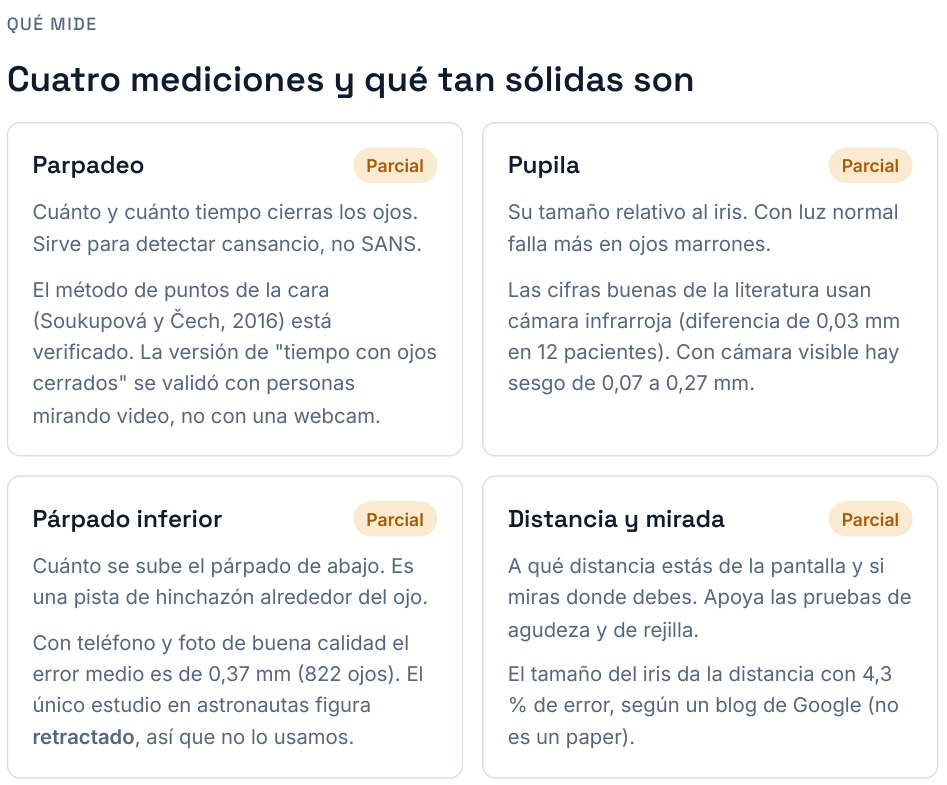 QUÉ MIDE
Cuatro mediciones y qué tan sólidas son
Parpadeo
Parcial
Cuánto y cuánto tiempo cierras los ojos.
Sirve para detectar cansancio, no SANS.
El método de puntos de la cara
(Soukupová y Čech, 2016) está
verificado. La versión de "tiempo con ojos
cerrados" se validó con personas
mirando video, no con una webcam.
Pupila
Parcial
Su tamaño relativo al iris. Con luz normal
falla más en ojos marrones.
Las cifras buenas de la literatura usan
cámara infrarroja (diferencia de 0,03 mm
en 12 pacientes). Con cámara visible hay
sesgo de 0,07 a 0,27 mm.
Párpado inferior
Parcial
Cuánto se sube el párpado de abajo. Es
una pista de hinchazón alrededor del ojo.
Con teléfono y foto de buena calidad el
error medio es de 0,37 mm (822 ojos). El
único estudio en astronautas figura
retractado, así que no lo usamos.
Distancia y mirada
Parcial
A qué distancia estás de la pantalla y si
miras donde debes. Apoya las pruebas de
agudeza y de rejilla.
El tamaño del iris da la distancia con 4,3
% de error, según un blog de Google (no
es un paper).